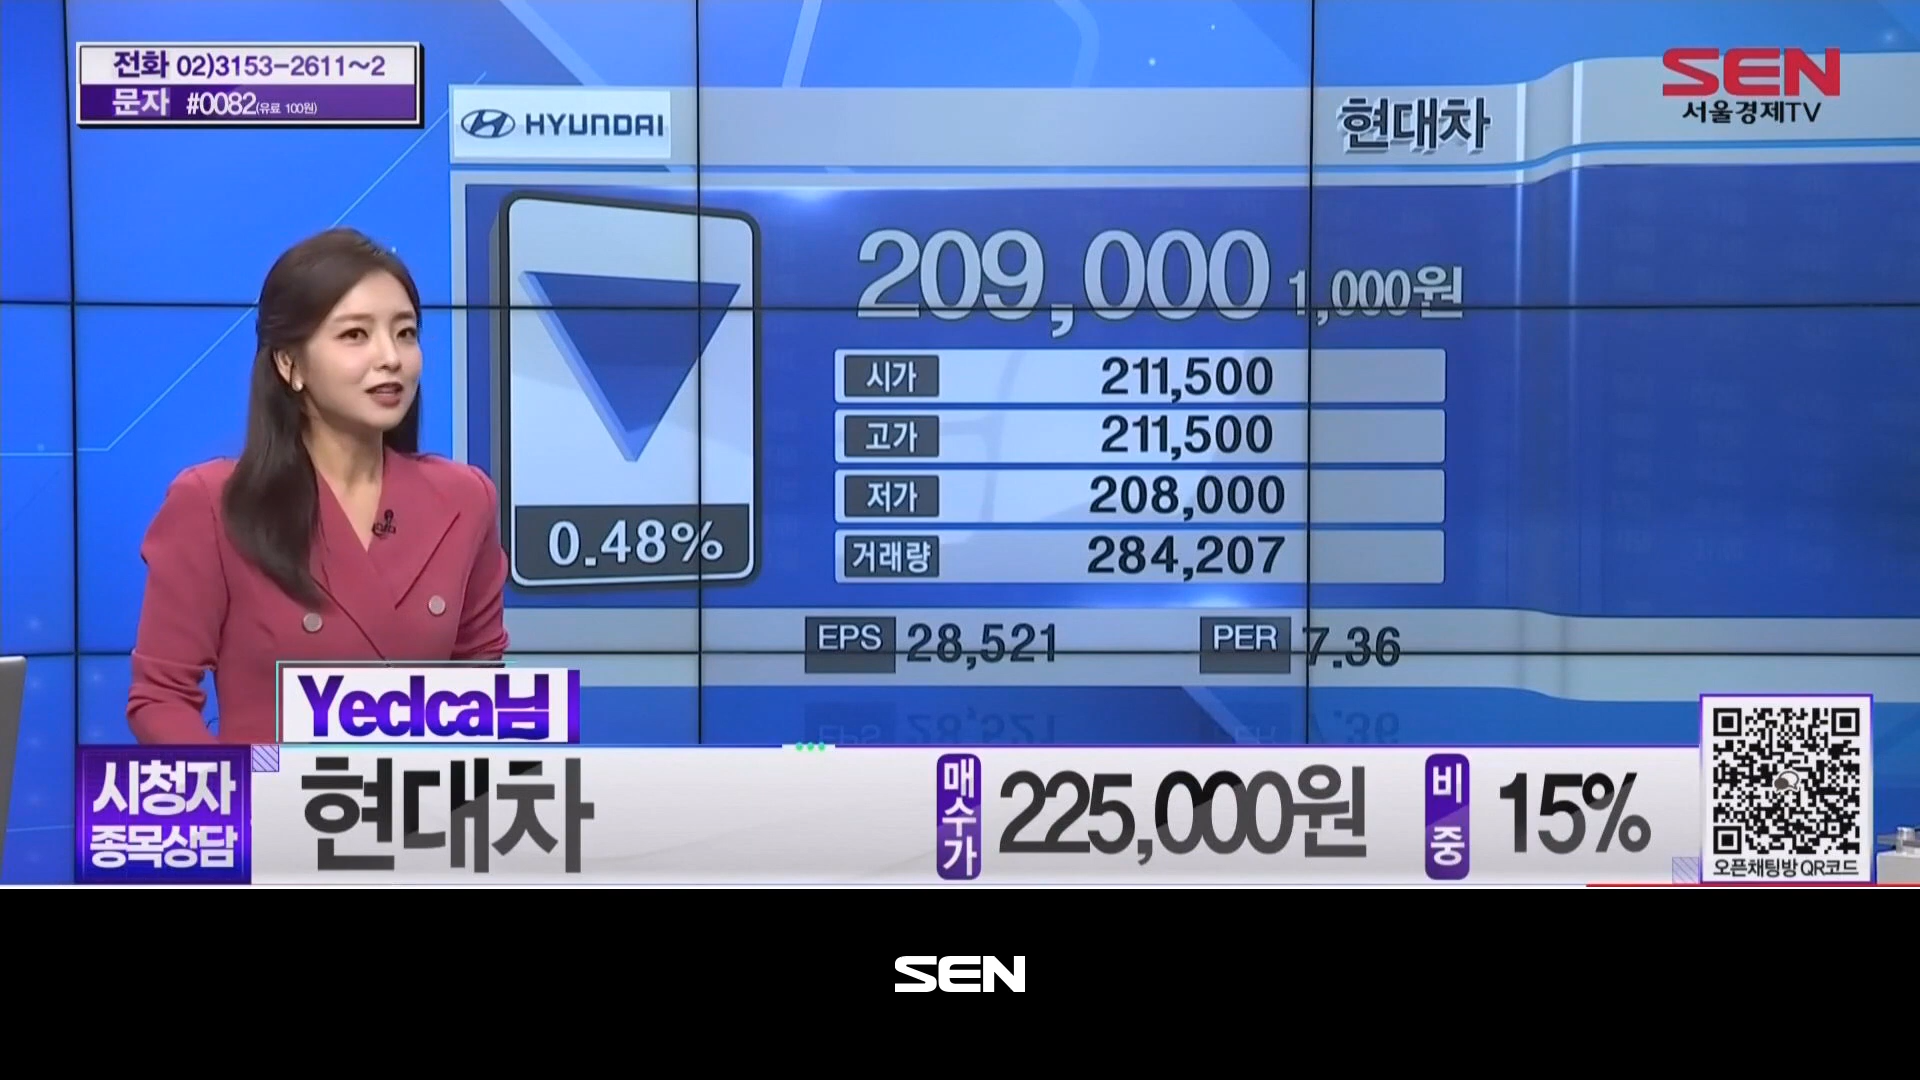 전화 02)3153-2611~2
문자 #0082(유료 100원)
SEN
서울경제TV
HYUNDAI
현대차
209,000 1,000원
0.48%
시가 211,500
고가 211,500
저가 208,000
거래량 284,207
EPS 28,521 PER 7.36
Yeclca님
시청자
종목상담
현대차 매수가 225,000원 비중 15%
오픈채팅방 QR코드
SEN